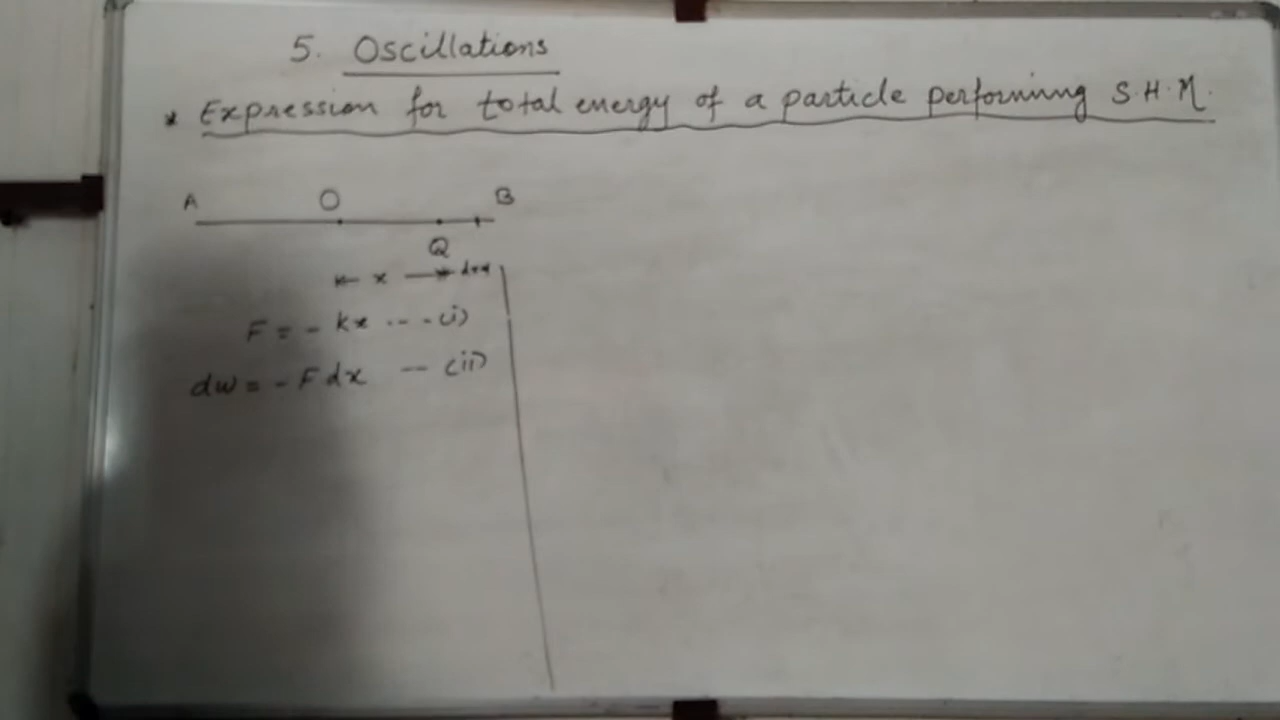 5. Oscillations
* Expression for total energy of a particle performing S.H.M.
A O B
Q
x dx
F = - kx --- (i)
dw = - F dx -- (ii)